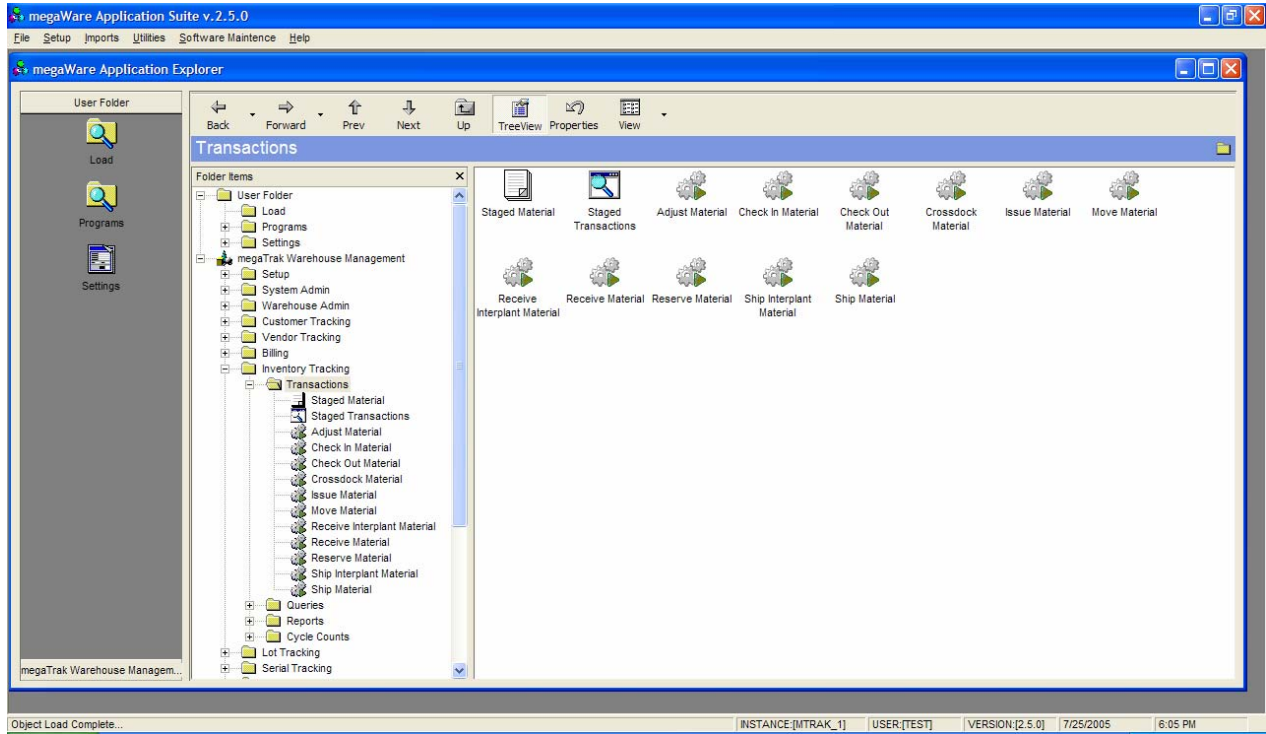 megaWare Application Suite v.2.5.0
File Setup Imports Utilities Software Maintence Help
megaWare Application Explorer
User Folder
Load
Programs
Settings
megaTrak Warehouse Managem...
Back Forward Prev Next Up TreeView Properties View
Transactions
Folder Items
User Folder
Load
Programs
Settings
megaTrak Warehouse Management
Setup
System Admin
Warehouse Admin
Customer Tracking
Vendor Tracking
Billing
Inventory Tracking
Transactions
Staged Material
Staged Transactions
Adjust Material
Check In Material
Check Out Material
Crossdock Material
Issue Material
Move Material
Receive Interplant Material
Receive Material
Reserve Material
Ship Interplant Material
Ship Material
Queries
Reports
Cycle Counts
Lot Tracking
Serial Tracking
Staged Material
Staged
Transactions
Adjust Material
Check In Material
Check Out
Material
Crossdock
Material
Issue Material
Move Material
Receive
Interplant Material
Receive Material
Reserve Material
Ship Interplant
Material
Ship Material
Object Load Complete... INSTANCE:[MTRAK_1] USER:[TEST] VERSION:[2.5.0] 7/25/2005 6:05 PM